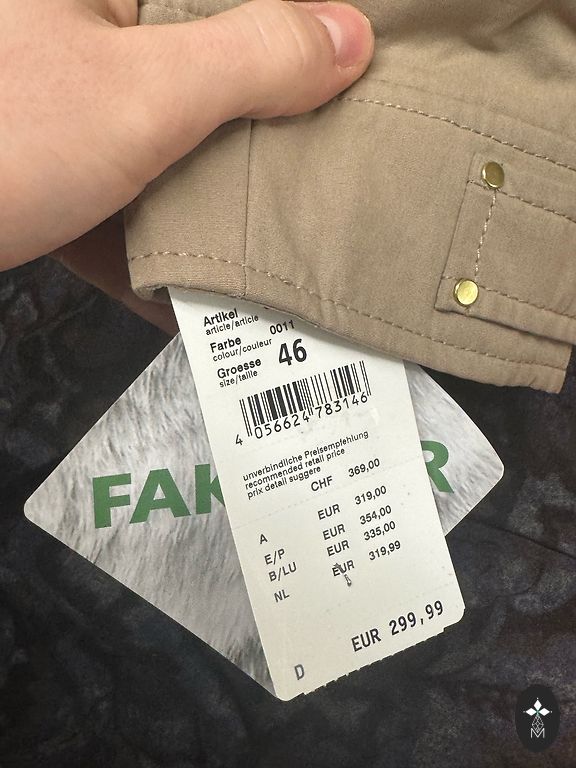 Artikel
article/article
Farbe 0011
colour/couleur
Groesse 46
size/taille
4 056624 783146
unverbindliche Preisempfehlung
recommended retail price
prix detail suggere
CHF 369,00
A EUR 319,00
E/P EUR 354,00
B/LU EUR 335,00
NL EUR 319,99
D EUR 299,99
FAK
R
M